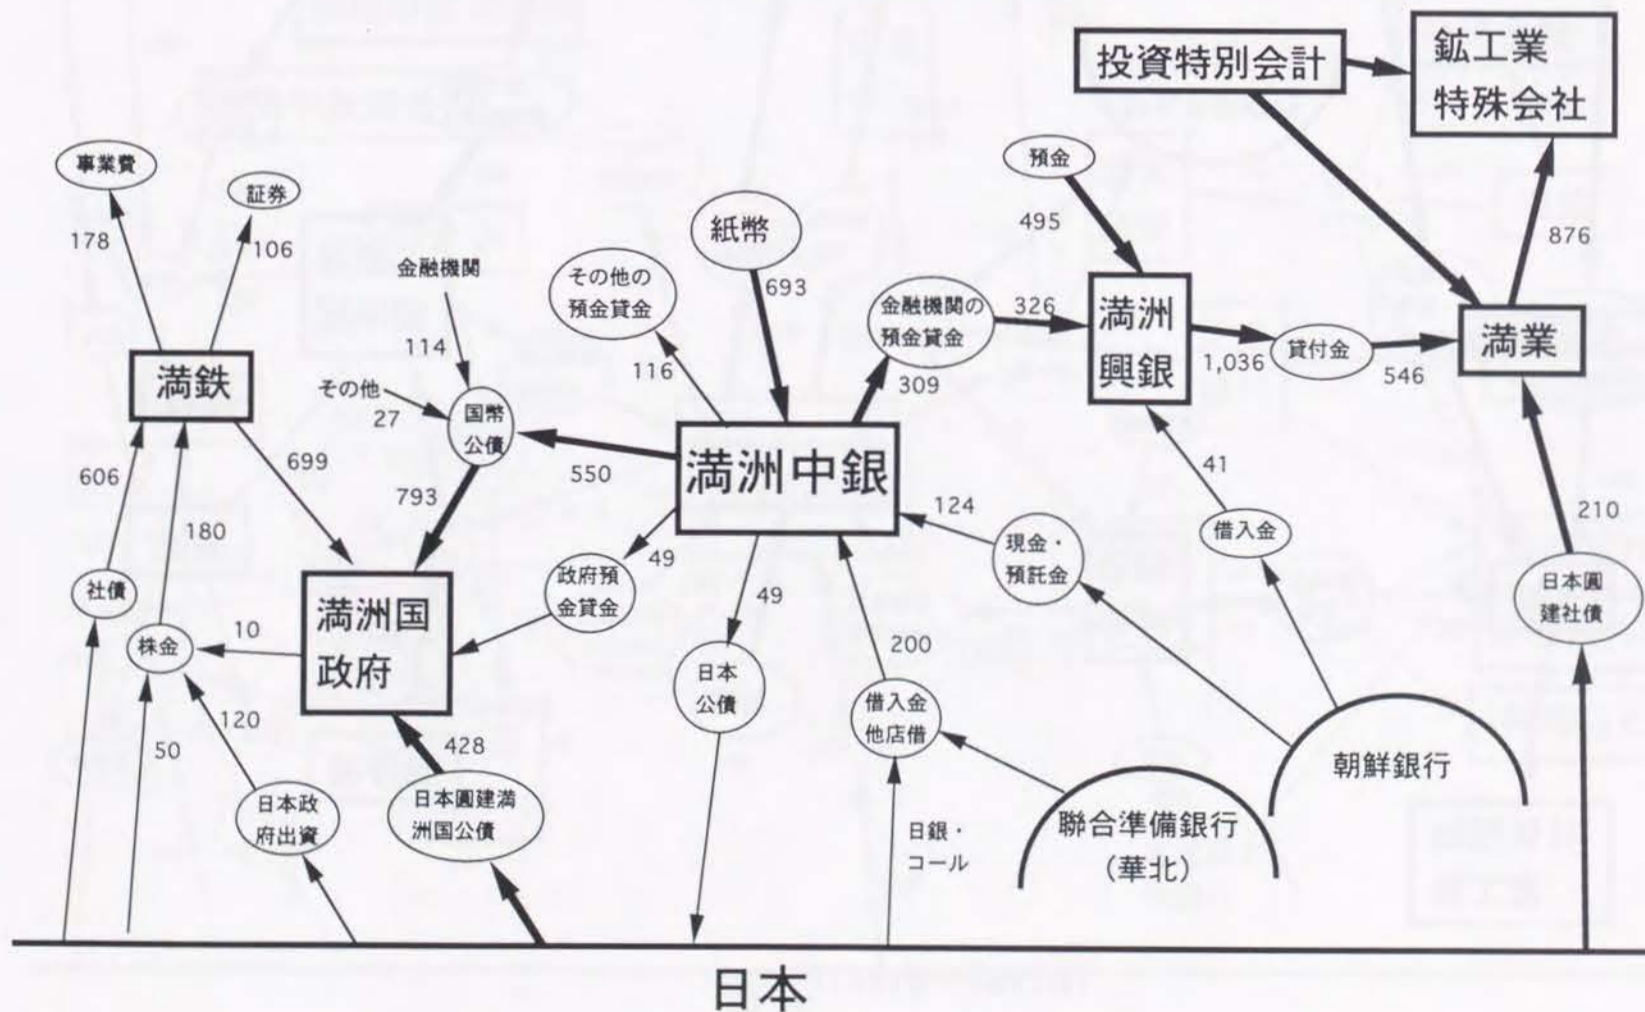 投資特別会計
鉱工業
特殊会社
事業費
証券
178
106
預金
495
876
紙幣
693
その他の
預金貸金
116
金融機関
114
その他
27
国幣
公債
金融機関の
預金貸金
309
326
満洲
興銀
1,036
貸付金
546
満業
満鉄
606
180
699
793
550
満洲中銀
124
現金・
預託金
41
借入金
210
日本圓
建社債
社債
株金
10
満洲国
政府
政府預
金貸金
49
49
日本
公債
200
借入金
他店借
50
120
日本政
府出資
428
日本圓建満
洲国公債
日銀・
コール
聯合準備銀行
（華北）
朝鮮銀行
日本